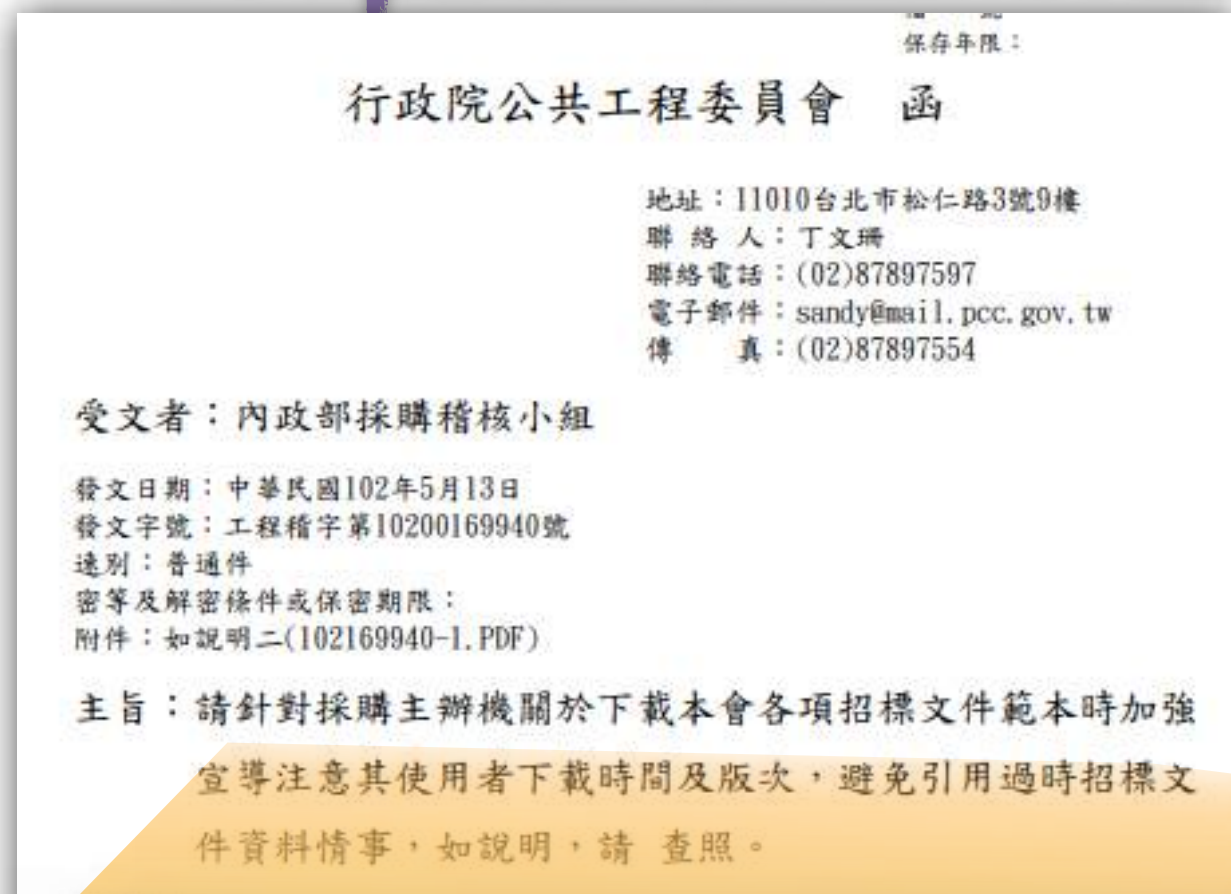 保存年限：
行政院公共工程委員會　函
地址：11010台北市松仁路3號9樓
聯 絡 人：丁文珊
聯絡電話：(02)87897597
電子郵件：sandy@mail.pcc.gov.tw
傳　　真：(02)87897554
受文者：內政部採購稽核小組
發文日期：中華民國102年5月13日
發文字號：工程稽字第10200169940號
速別：普通件
密等及解密條件或保密期限：
附件：如說明二(102169940-1.PDF)
主旨：請針對採購主辦機關於下載本會各項招標文件範本時加強
宣導注意其使用者下載時間及版次，避免引用過時招標文
件資料情事，如說明，請 查照。